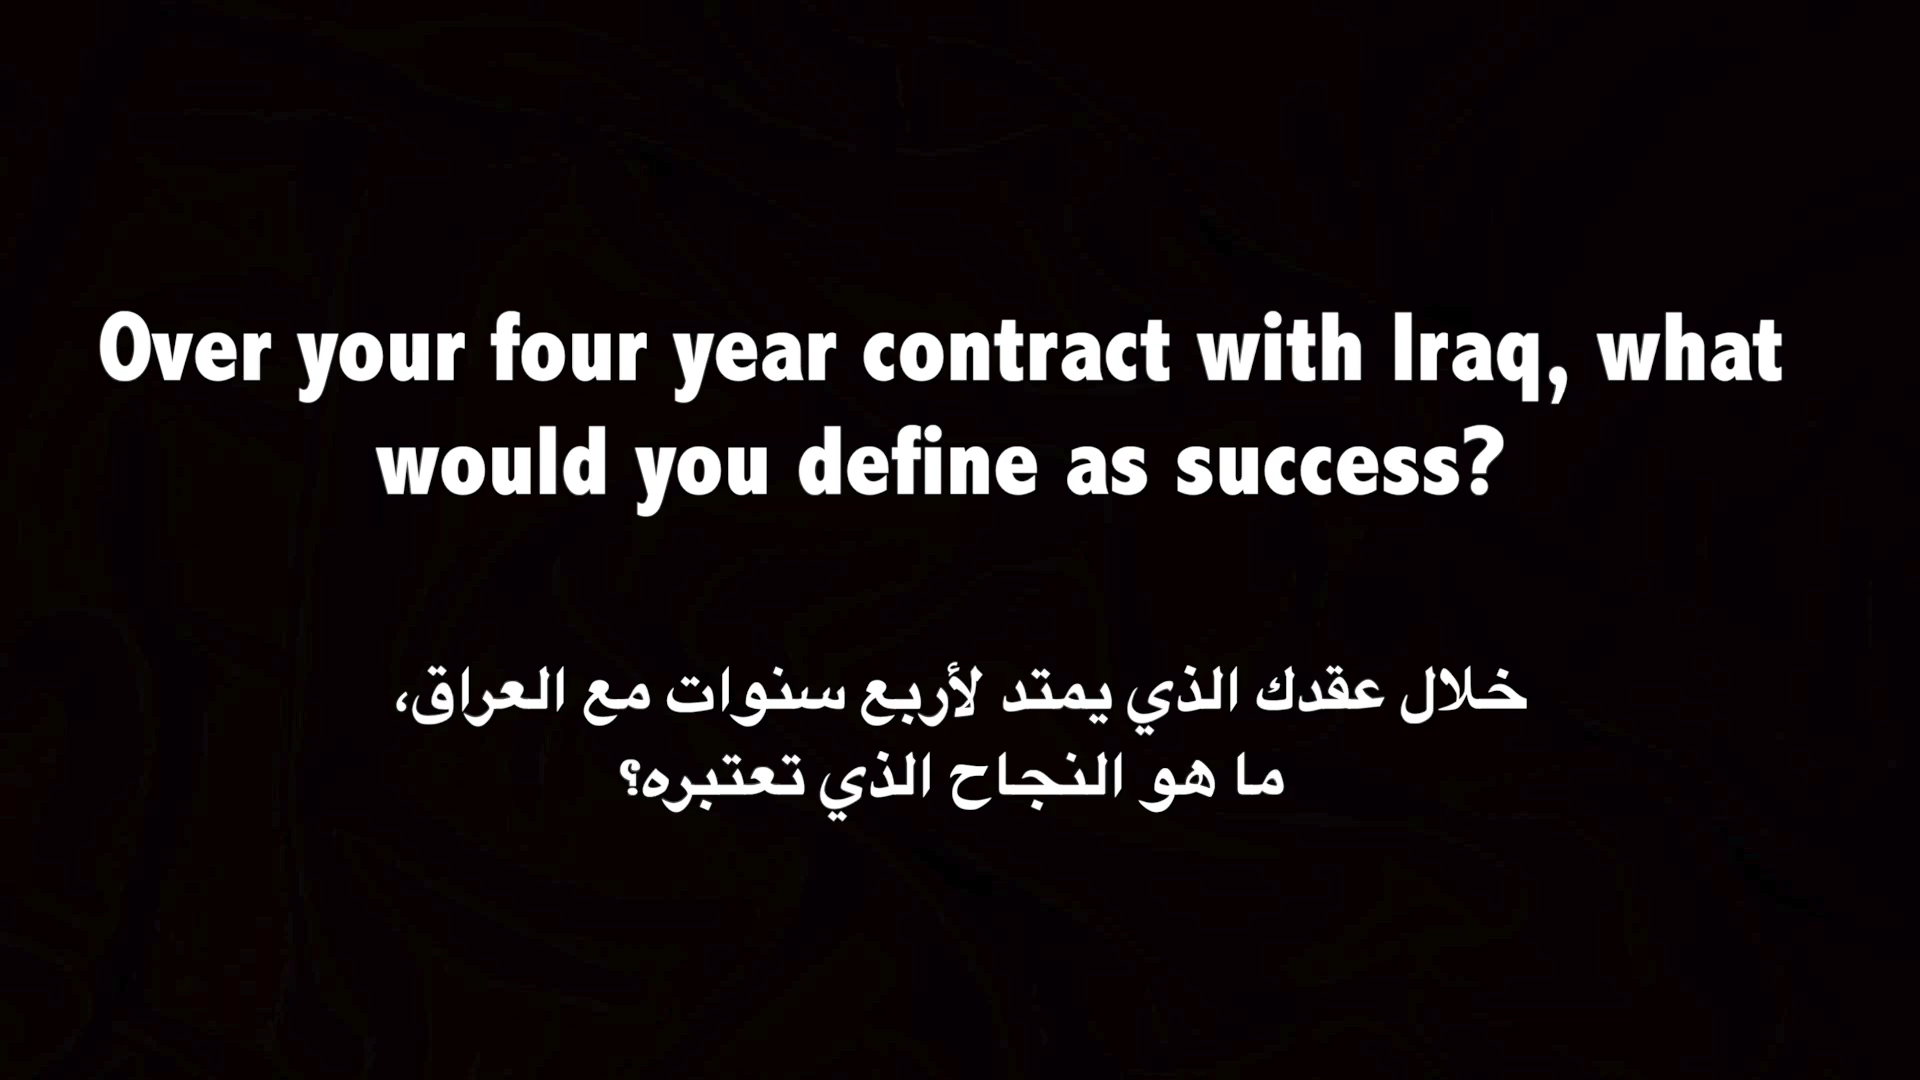 Over your four year contract with Iraq, what
would you define as success?
خلال عقدك الذي يمتد لأربع سنوات مع العراق،
ما هو النجاح الذي تعتبره؟